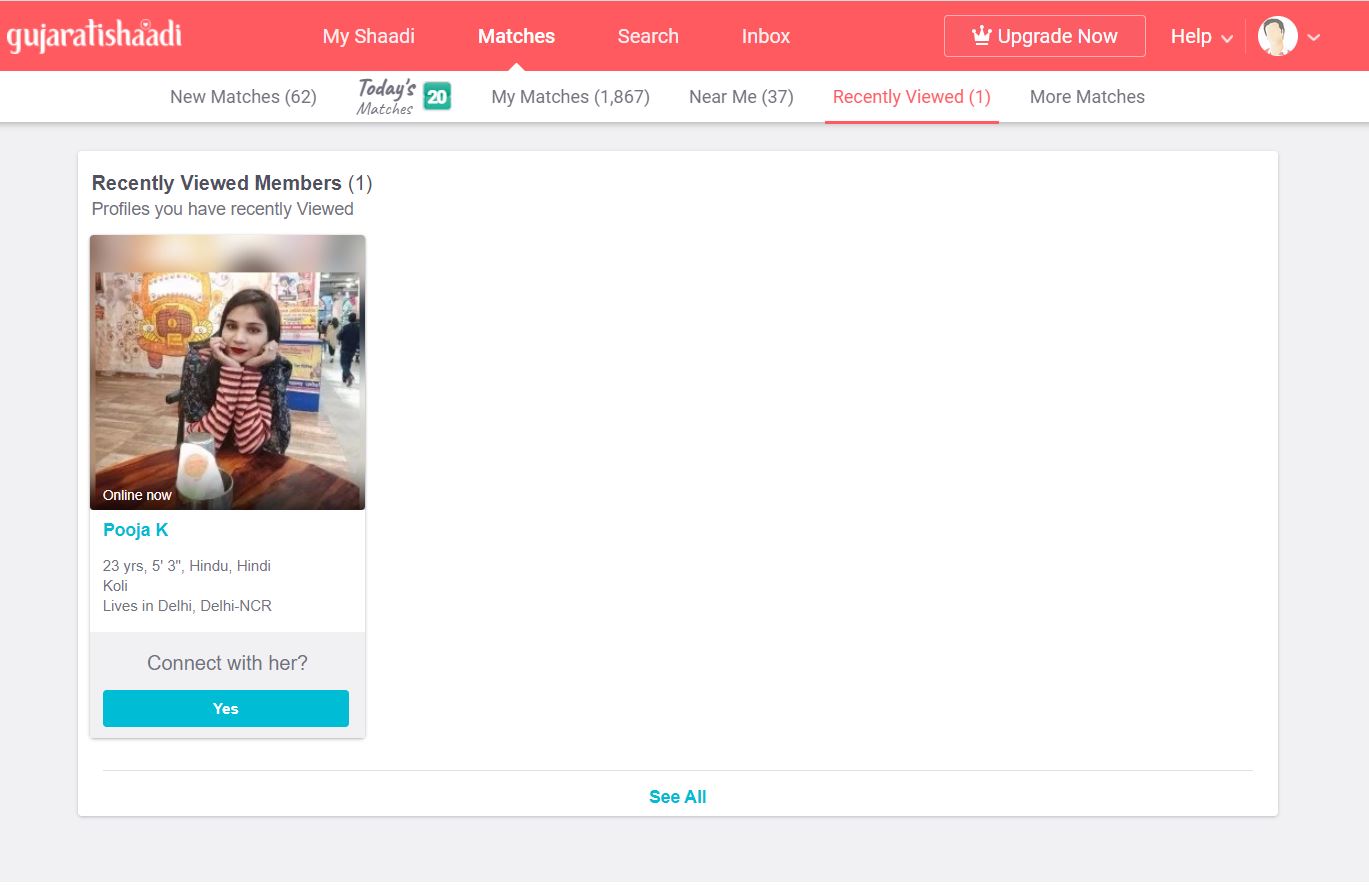 gujaratishaadi
My Shaadi
Matches
Search
Inbox
Upgrade Now
Help
New Matches (62)
Today's
Matches
20
My Matches (1,867)
Near Me (37)
Recently Viewed (1)
More Matches
Recently Viewed Members (1)
Profiles you have recently Viewed
Online now
Pooja K
23 yrs, 5' 3", Hindu, Hindi
Koli
Lives in Delhi, Delhi-NCR
Connect with her?
Yes
See All